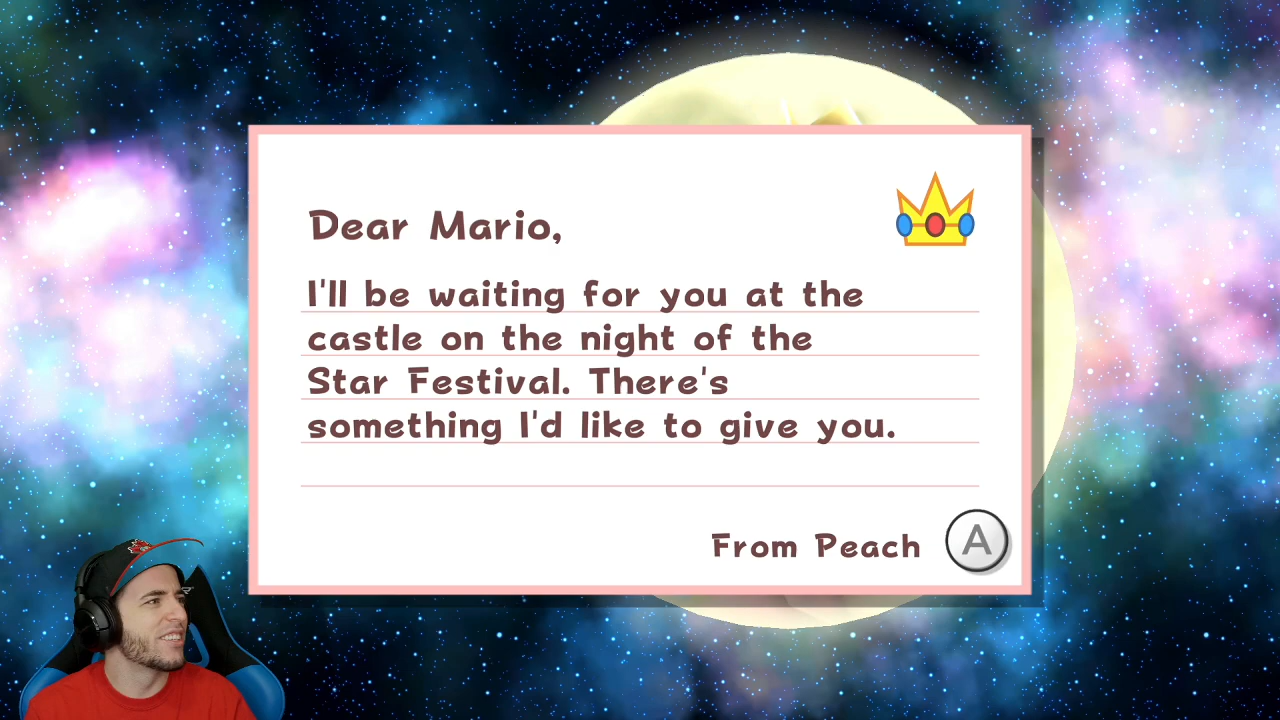 Dear Mario,
I'll be waiting for you at the
castle on the night of the
Star Festival. There's
something I'd like to give you.
From Peach
A